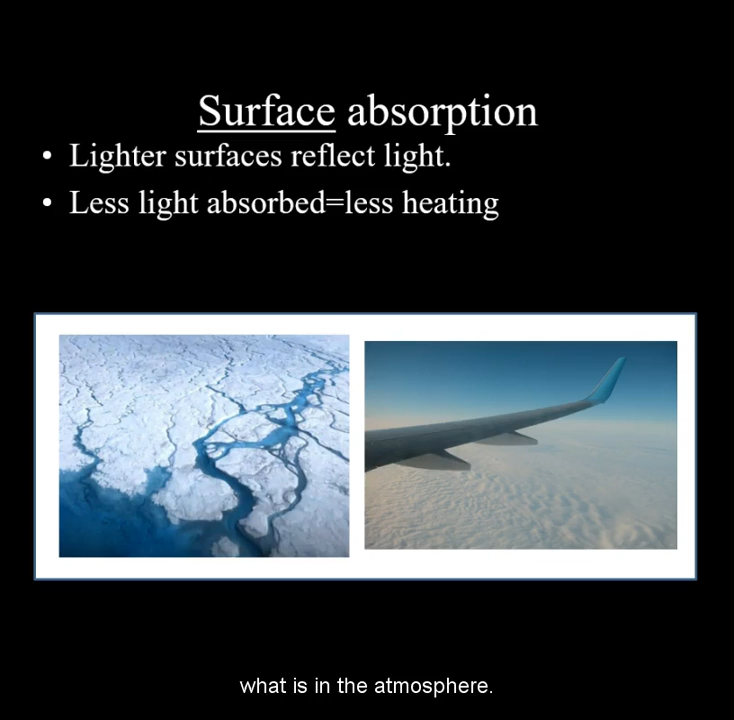 Surface absorption
• Lighter surfaces reflect light.
• Less light absorbed=less heating
what is in the atmosphere.